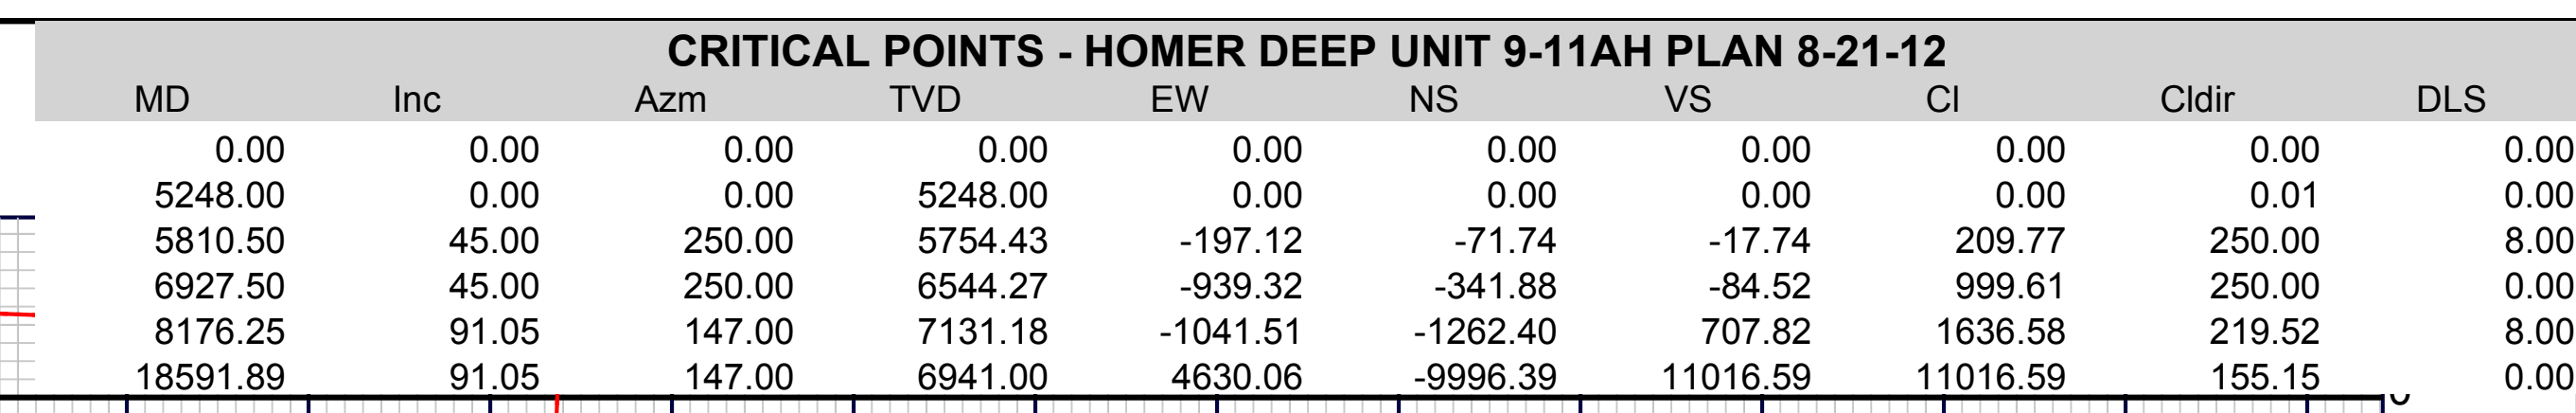 CRITICAL POINTS - HOMER DEEP UNIT 9-11AH PLAN 8-21-12
MD Inc Azm TVD EW NS VS Cl Cldir DLS
0.00 0.00 0.00 0.00 0.00 0.00 0.00 0.00 0.00 0.00
5248.00 0.00 0.00 5248.00 0.00 0.00 0.00 0.00 0.01 0.00
5810.50 45.00 250.00 5754.43 -197.12 -71.74 -17.74 209.77 250.00 8.00
6927.50 45.00 250.00 6544.27 -939.32 -341.88 -84.52 999.61 250.00 0.00
8176.25 91.05 147.00 7131.18 -1041.51 -1262.40 707.82 1636.58 219.52 8.00
18591.89 91.05 147.00 6941.00 4630.06 -9996.39 11016.59 11016.59 155.15 0.00